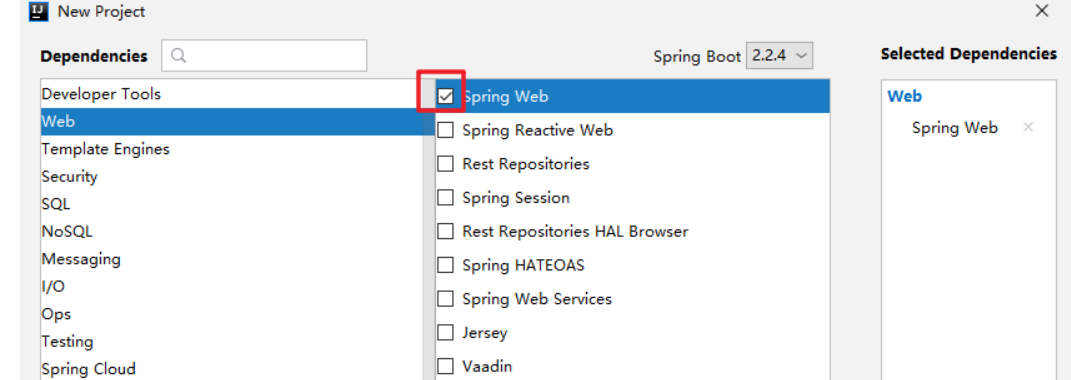 New Project
Dependencies
Spring Boot 2.2.4
Selected Dependencies
Developer Tools
Web
Template Engines
Security
SQL
NoSQL
Messaging
I/O
Ops
Testing
Spring Cloud
Spring Web
Spring Reactive Web
Rest Repositories
Spring Session
Rest Repositories HAL Browser
Spring HATEOAS
Spring Web Services
Jersey
Vaadin
Web
Spring Web